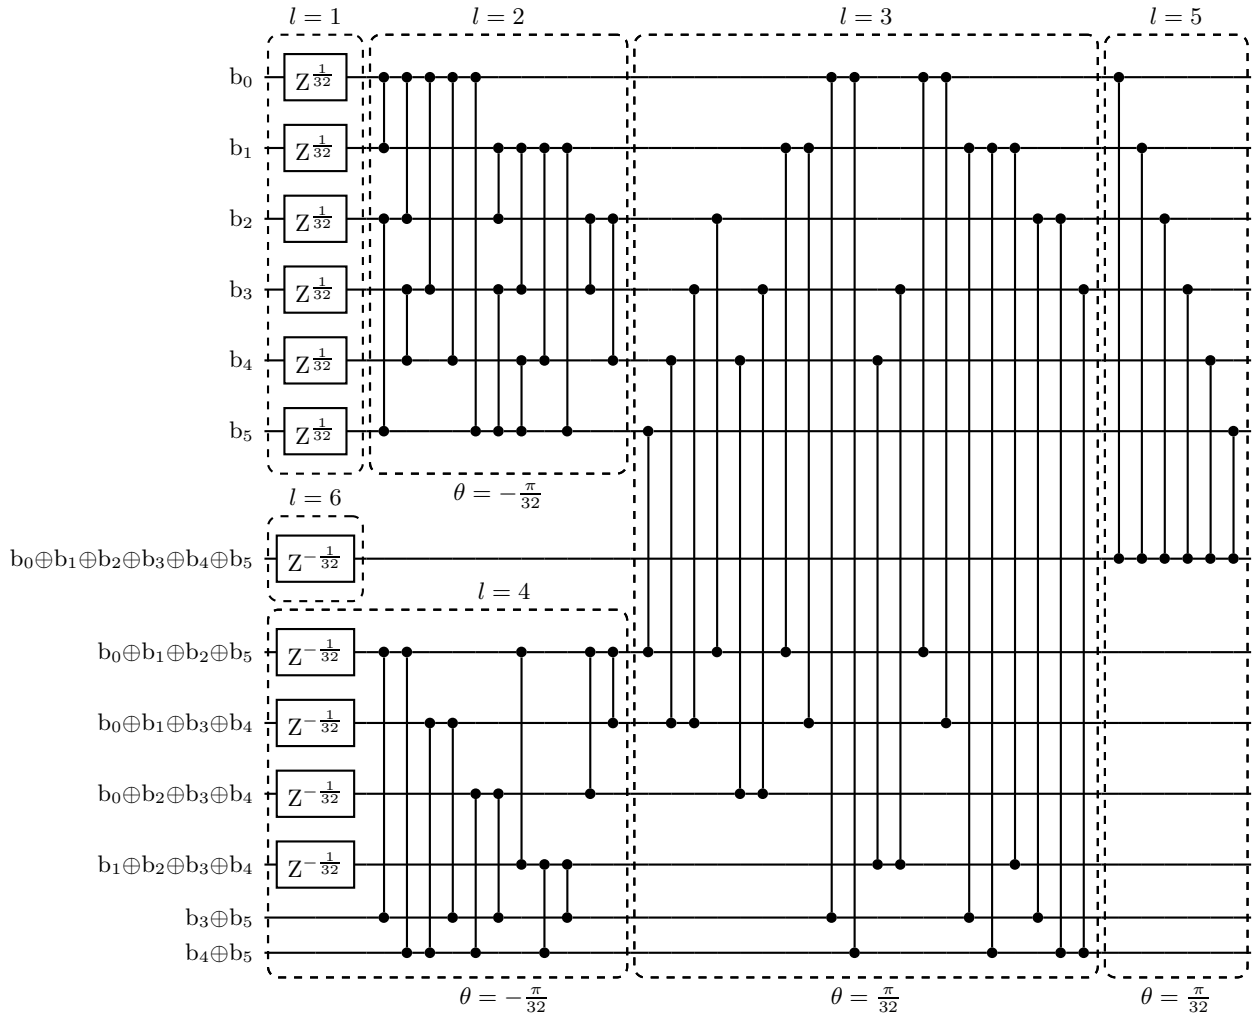 l = 1 l = 2 l = 3 l = 5
b₀ Z^{1/32}
b₁ Z^{1/32}
b₂ Z^{1/32}
b₃ Z^{1/32}
b₄ Z^{1/32}
b₅ Z^{1/32}
l = 6 θ = −π/32
b₀⊕b₁⊕b₂⊕b₃⊕b₄⊕b₅ Z^{−1/32}
l = 4
b₀⊕b₁⊕b₂⊕b₅ Z^{−1/32}
b₀⊕b₁⊕b₃⊕b₄ Z^{−1/32}
b₀⊕b₂⊕b₃⊕b₄ Z^{−1/32}
b₁⊕b₂⊕b₃⊕b₄ Z^{−1/32}
b₃⊕b₅
b₄⊕b₅
θ = −π/32 θ = π/32 θ = π/32